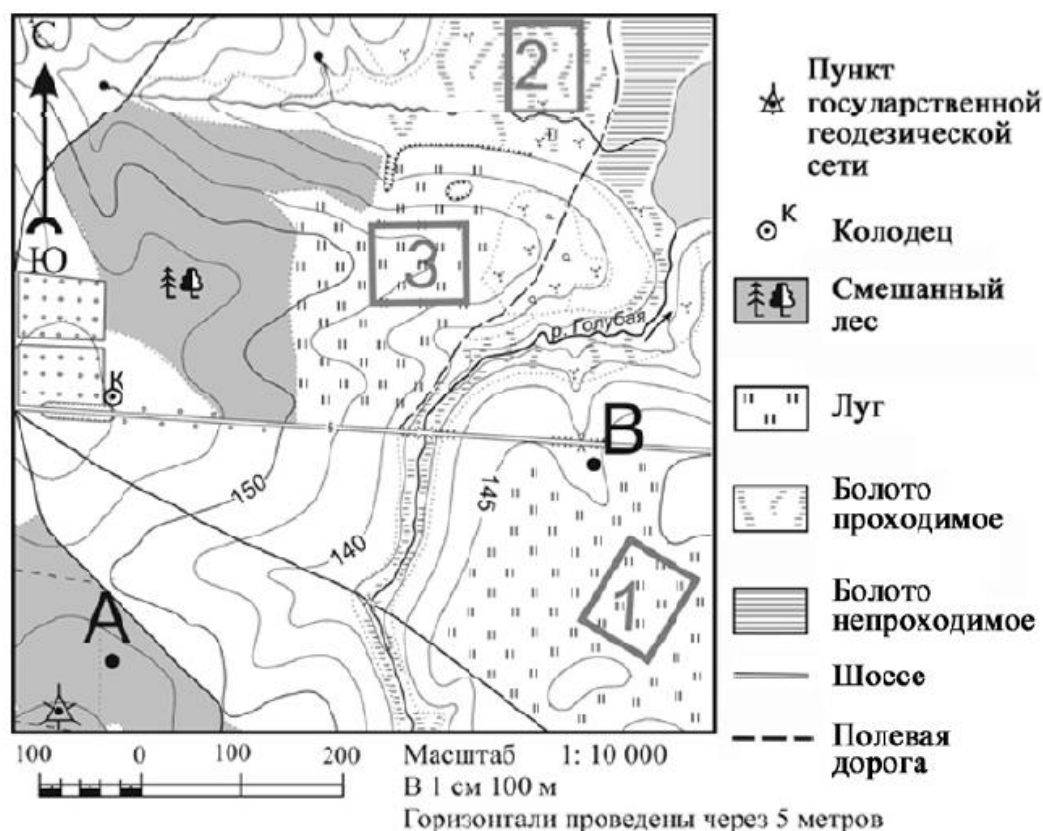 С
Ю
2
3
К
р. Голубая
В
6
150
145
140
А
1
100 0 100 200
Масштаб 1: 10 000
В 1 см 100 м
Горизонтали проведены через 5 метров
Пункт
государственной
геодезической
сети
К
Колодец
Смешанный
лес
Луг
Болото
проходимое
Болото
непроходимое
Шоссе
Полевая
дорога